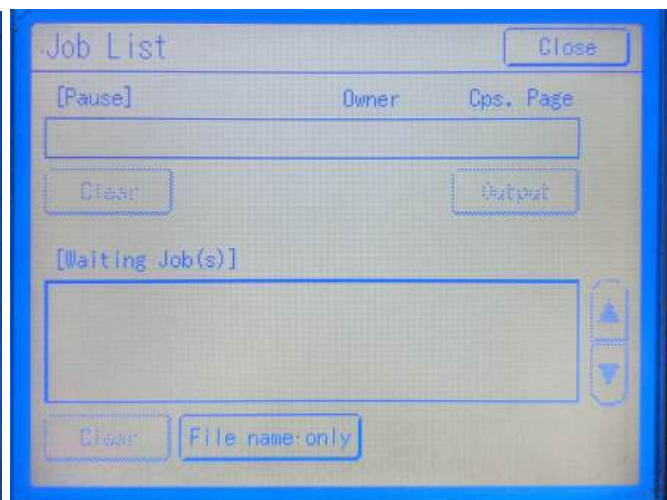 Job List Close
[Pause] Owner Cps. Page
Clear Output
[Waiting Job(s)]
Clear File name only